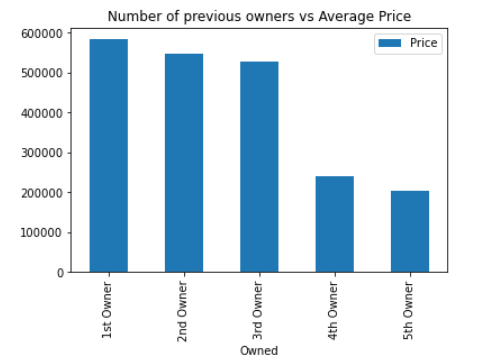 Number of previous owners vs Average Price
Price
600000
500000
400000
300000
200000
100000
0
1st Owner
2nd Owner
3rd Owner
4th Owner
5th Owner
Owned